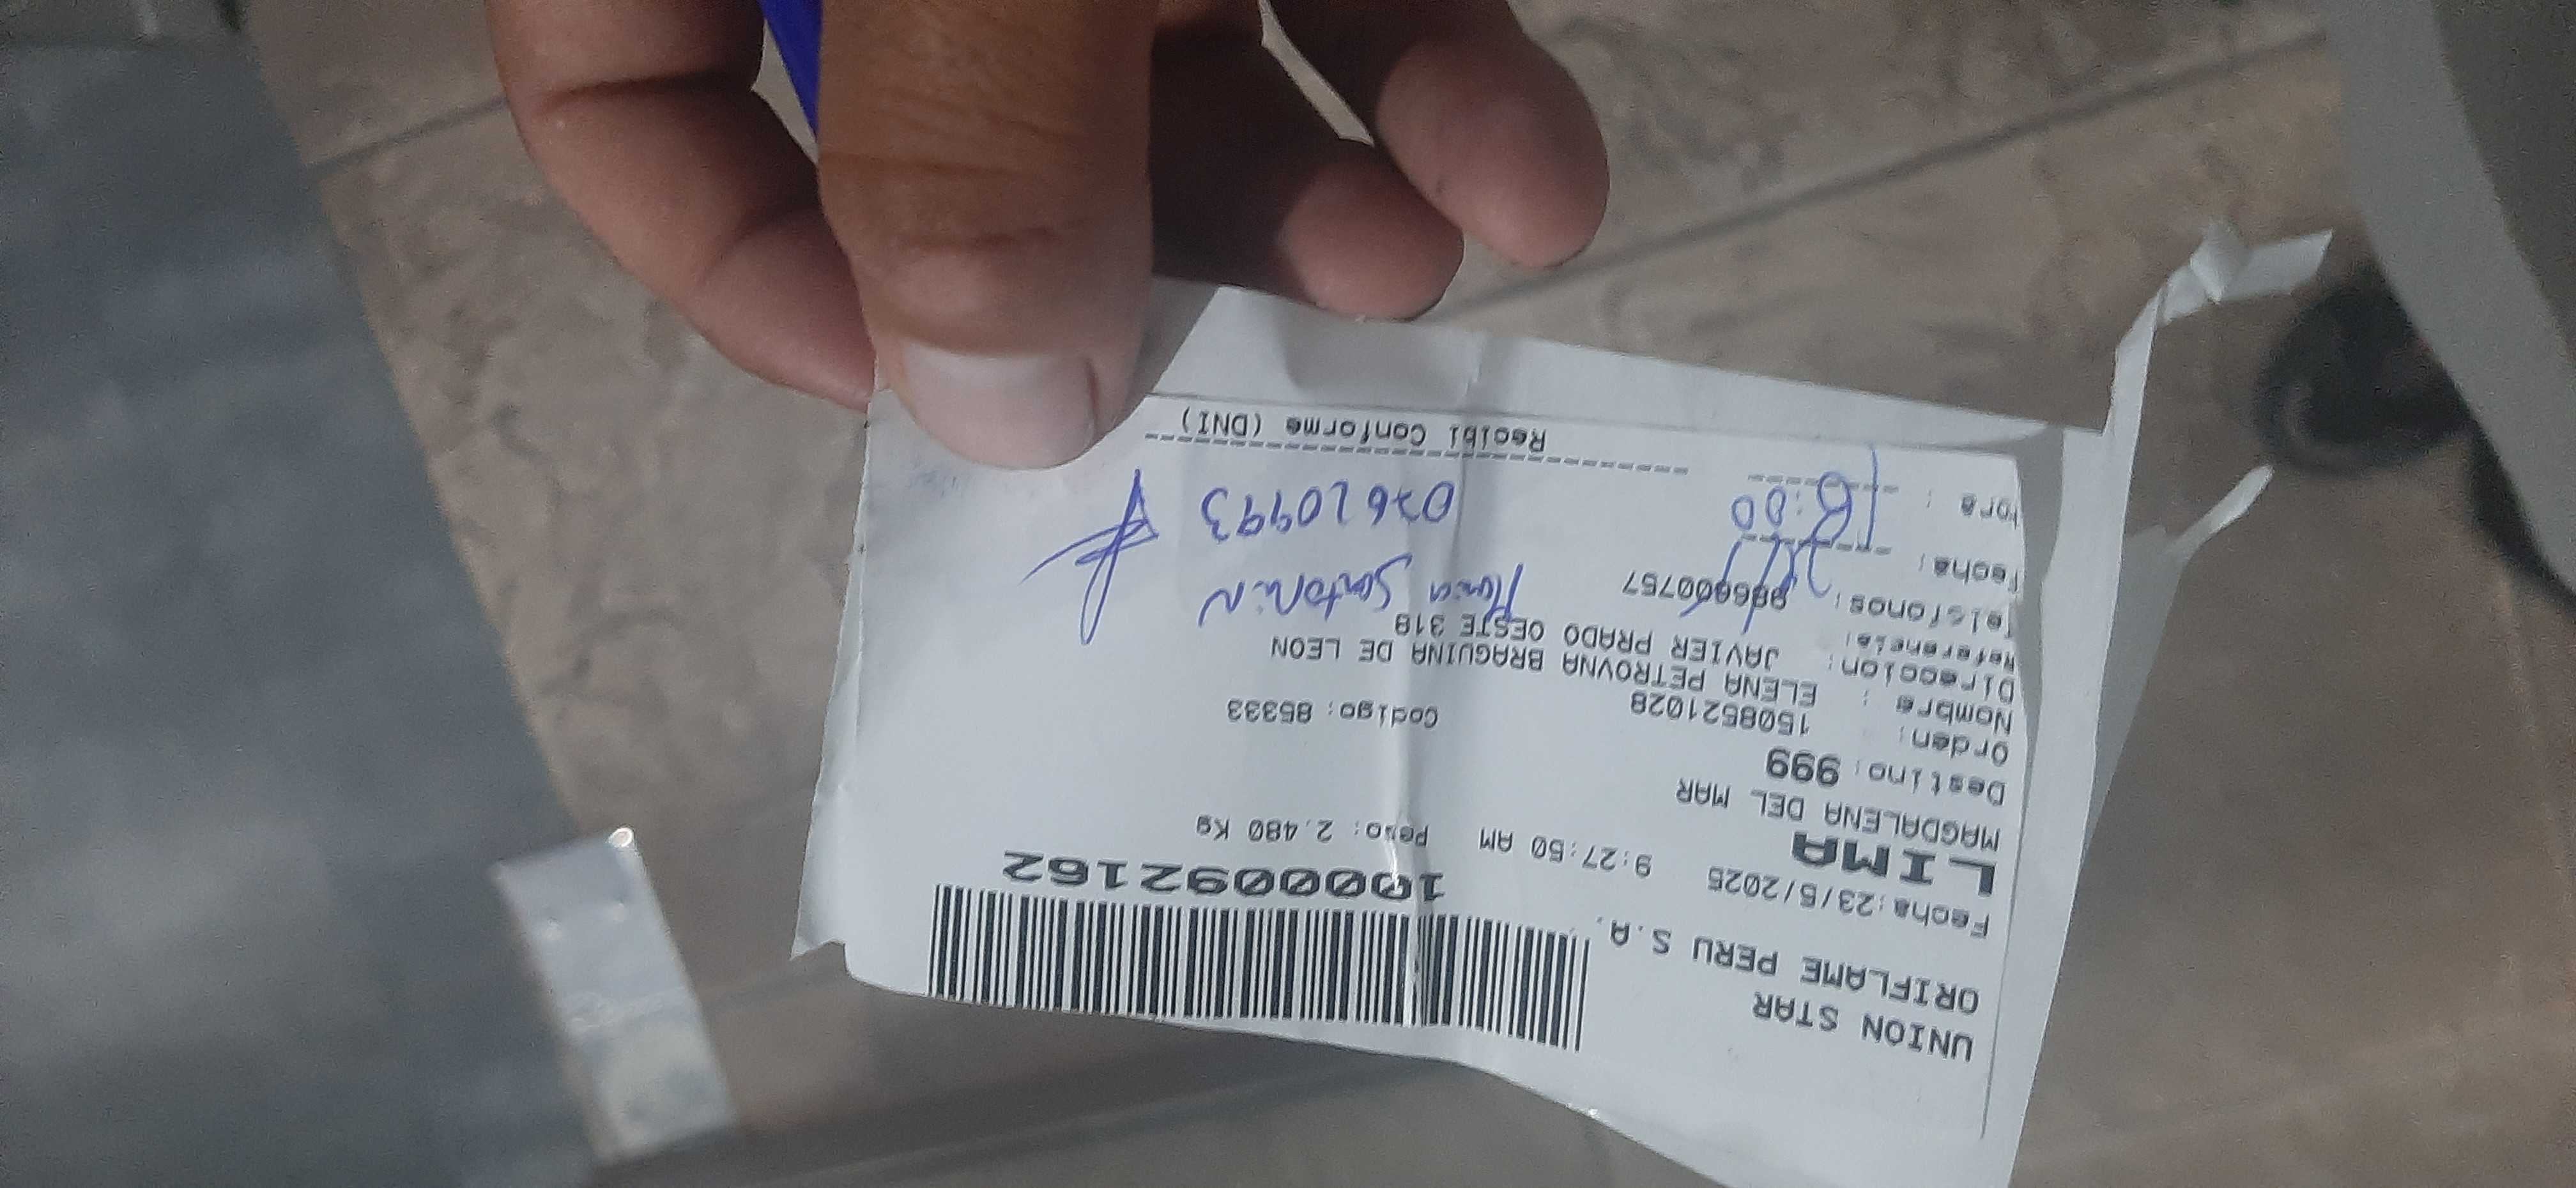 UNION STAR
ORIFLAME PERU S.A.
1000092162
Fecha:23/5/2025 9:27:50 AM Peso: 2.480 Kg
LIMA
MAGDALENA DEL MAR
Destino: 999
Orden: 1508521028 Codigo: 85333
Nombre : ELENA PETROVNA BRAGUINA DE LEON
Direccion: JAVIER PRADO OESTE 318
Referencia:
Telefonos: 986600757
Fecha:
Hora : 18:00
07620993
Recibi Conforme (DNI)